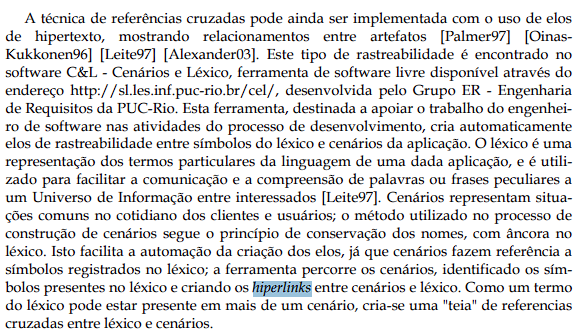 A técnica de referências cruzadas pode ainda ser implementada com o uso de elos
de hipertexto, mostrando relacionamentos entre artefatos [Palmer97] [Oinas-
Kukkonen96] [Leite97] [Alexander03]. Este tipo de rastreabilidade é encontrado no
software C&L - Cenários e Léxico, ferramenta de software livre disponível através do
endereço http://sl.les.inf.puc-rio.br/cel/, desenvolvida pelo Grupo ER - Engenharia
de Requisitos da PUC-Rio. Esta ferramenta, destinada a apoiar o trabalho do engenhei-
ro de software nas atividades do processo de desenvolvimento, cria automaticamente
elos de rastreabilidade entre símbolos do léxico e cenários da aplicação. O léxico é uma
representação dos termos particulares da linguagem de uma dada aplicação, e é utili-
zado para facilitar a comunicação e a compreensão de palavras ou frases peculiares a
um Universo de Informação entre interessados [Leite97]. Cenários representam situa-
ções comuns no cotidiano dos clientes e usuários; o método utilizado no processo de
construção de cenários segue o princípio de conservação dos nomes, com âncora no
léxico. Isto facilita a automação da criação dos elos, já que cenários fazem referência a
símbolos registrados no léxico; a ferramenta percorre os cenários, identificado os sím-
bolos presentes no léxico e criando os hiperlinks entre cenários e léxico. Como um termo
do léxico pode estar presente em mais de um cenário, cria-se uma "teia" de referencias
cruzadas entre léxico e cenários.